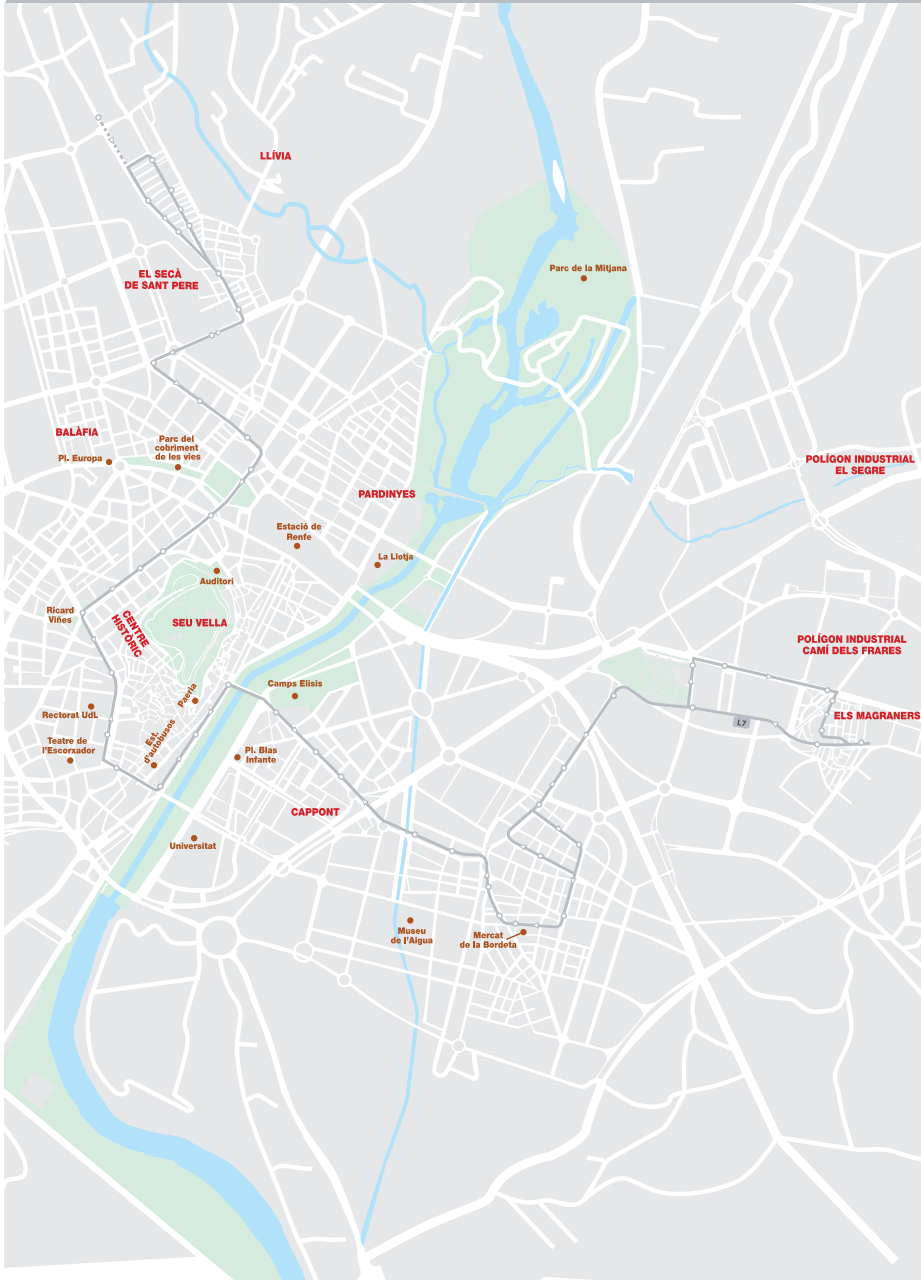 LLÍVIA
Parc de la Mitjana
EL SECÀ
DE SANT PERE
BALÀFIA
Parc del
cobriment
de les vies
Pl. Europa
POLÍGON INDUSTRIAL
EL SEGRE
PARDINYES
Estació de
Renfe
La Llotja
Auditori
Ricard
Viñes
CENTRE
HISTÒRIC
SEU VELLA
POLÍGON INDUSTRIAL
CAMÍ DELS FRARES
Camps Elisis
Paeria
Rectorat UdL
ELS MAGRANERS
L7
Teatre de
l'Escorxador
Est.
d'autobusos
Pl. Blas
Infante
CAPPONT
Universitat
Museu
de l'Aigua
Mercat
de la Bordeta